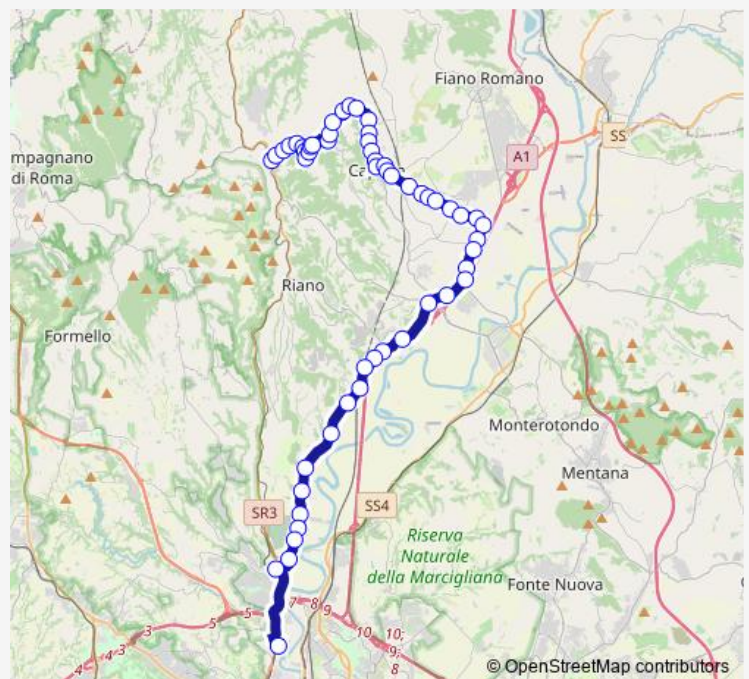 Fiano Romano
SS
A1
mpagnano
di Roma
Riano
Formello
Monterotondo
Mentana
SR3
SS4
Riserva
Naturale
della Marcigliana
Fonte Nuova
7 8 9
5 5
10 10;
9;
8
4 4 3 3
© OpenStreetMap contributors